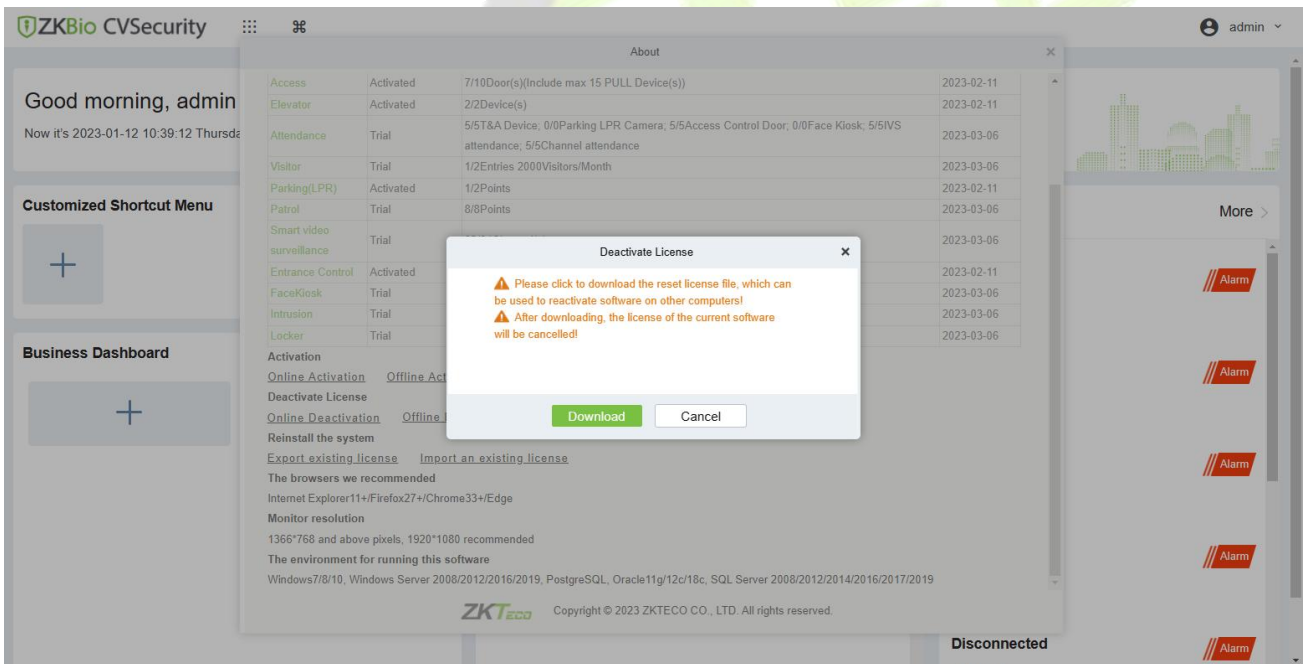 ZKBio CVSecurity
admin
About
Good morning, admin
Now it's 2023-01-12 10:39:12 Thursda
Customized Shortcut Menu
Business Dashboard
Access Activated 7/10Door(s)(Include max 15 PULL Device(s)) 2023-02-11
Elevator Activated 2/2Device(s) 2023-02-11
Attendance Trial 5/5T&A Device; 0/0Parking LPR Camera; 5/5Access Control Door; 0/0Face Kiosk; 5/5IVS 2023-03-06
attendance; 5/5Channel attendance
Visitor Trial 1/2Entries 2000Visitors/Month 2023-03-06
Parking(LPR) Activated 1/2Points 2023-02-11
Patrol Trial 8/8Points 2023-03-06
Smart video
surveillance Trial 2023-03-06
Entrance Control Activated 2023-02-11
FaceKiosk Trial 2023-03-06
Intrusion Trial 2023-03-06
Locker Trial 2023-03-06
Activation
Online Activation Offline Act
Deactivate License
Online Deactivation Offline
Reinstall the system
Export existing license Import an existing license
The browsers we recommended
Internet Explorer11+/Firefox27+/Chrome33+/Edge
Monitor resolution
1366*768 and above pixels, 1920*1080 recommended
The environment for running this software
Windows7/8/10, Windows Server 2008/2012/2016/2019, PostgreSQL, Oracle11g/12c/18c, SQL Server 2008/2012/2014/2016/2017/2019
ZKTeco Copyright © 2023 ZKTECO CO., LTD. All rights reserved.
Deactivate License
Please click to download the reset license file, which can
be used to reactivate software on other computers!
After downloading, the license of the current software
will be cancelled!
Download Cancel
More
Alarm
Alarm
Alarm
Alarm
Disconnected
Alarm